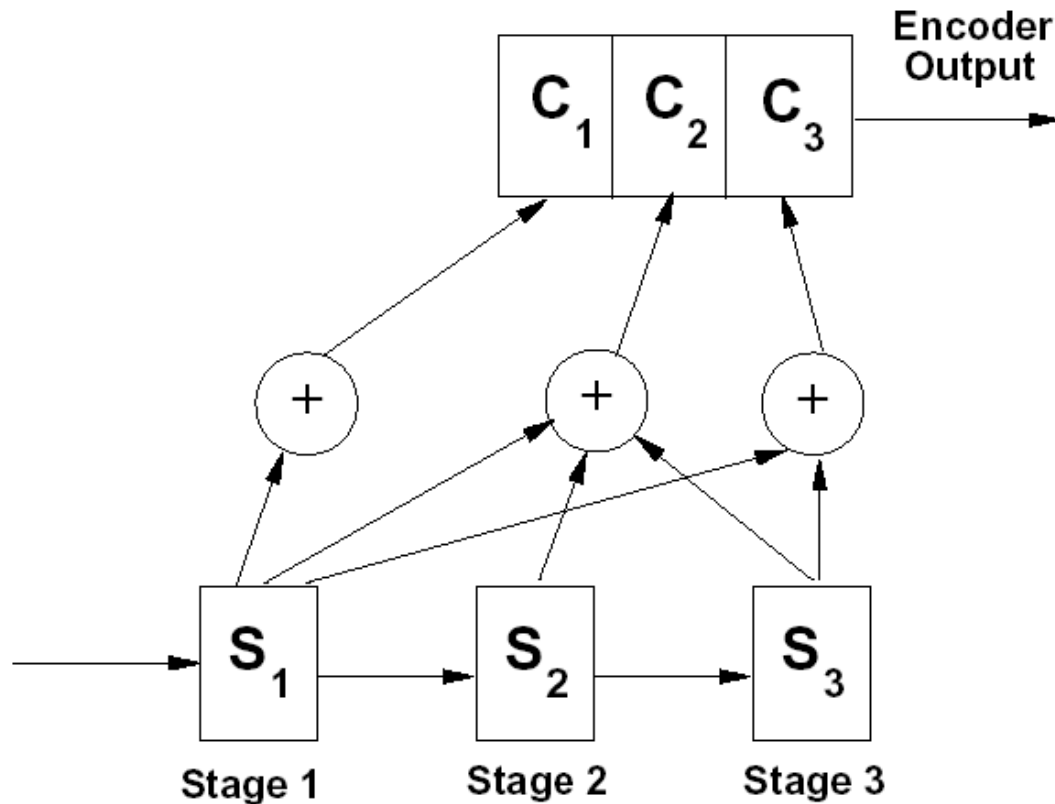 Encoder
Output
C1 C2 C3
+ + +
S1 S2 S3
Stage 1 Stage 2 Stage 3